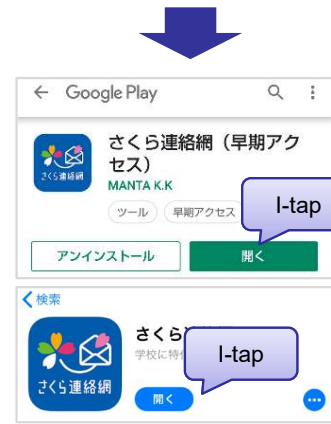 ← Google Play
さくら連絡網（早期アク
セス）
さくら連絡網
MANTA K.K
ツール
早期アクセス
I-tap
アンインストール
開く
検索
さくら
学校に特
I-tap
さくら連絡網
開く